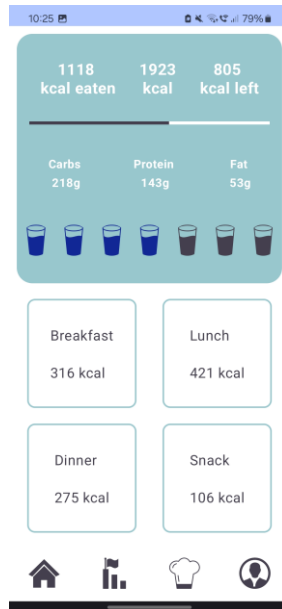 10:25 79%
1118 1923 805
kcal eaten kcal kcal left
Carbs Protein Fat
218g 143g 53g
Breakfast Lunch
316 kcal 421 kcal
Dinner Snack
275 kcal 106 kcal